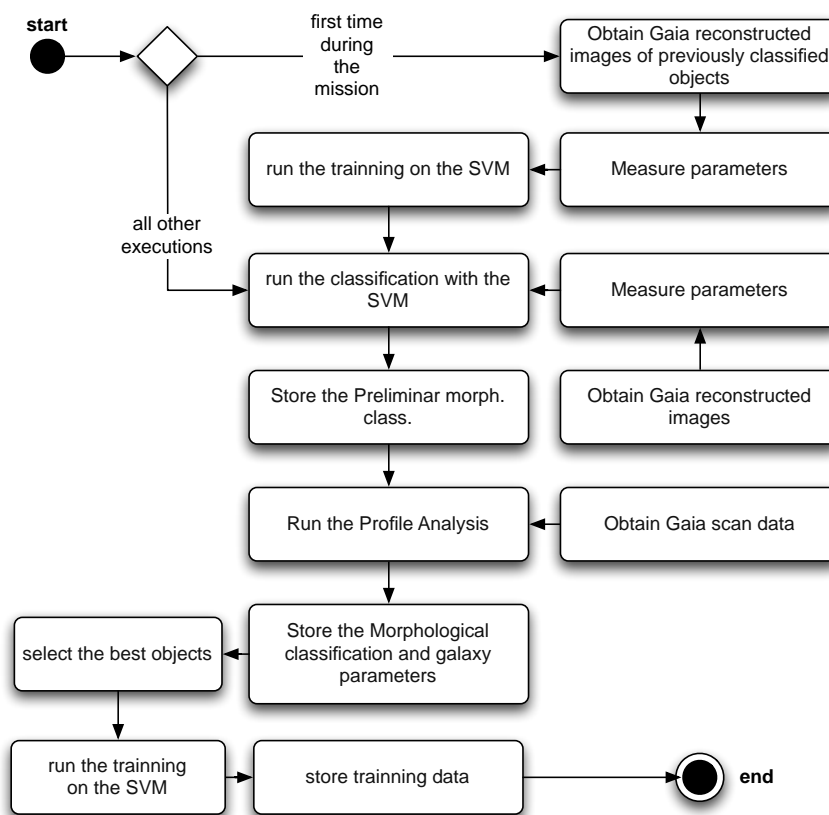 start
first time
during
the
mission
Obtain Gaia reconstructed
images of previously classified
objects
run the trainning on the SVM
Measure parameters
all other
executions
run the classification with the
SVM
Measure parameters
Store the Preliminar morph.
class.
Obtain Gaia reconstructed
images
Run the Profile Analysis
Obtain Gaia scan data
select the best objects
Store the Morphological
classification and galaxy
parameters
run the trainning
on the SVM
store trainning data
end